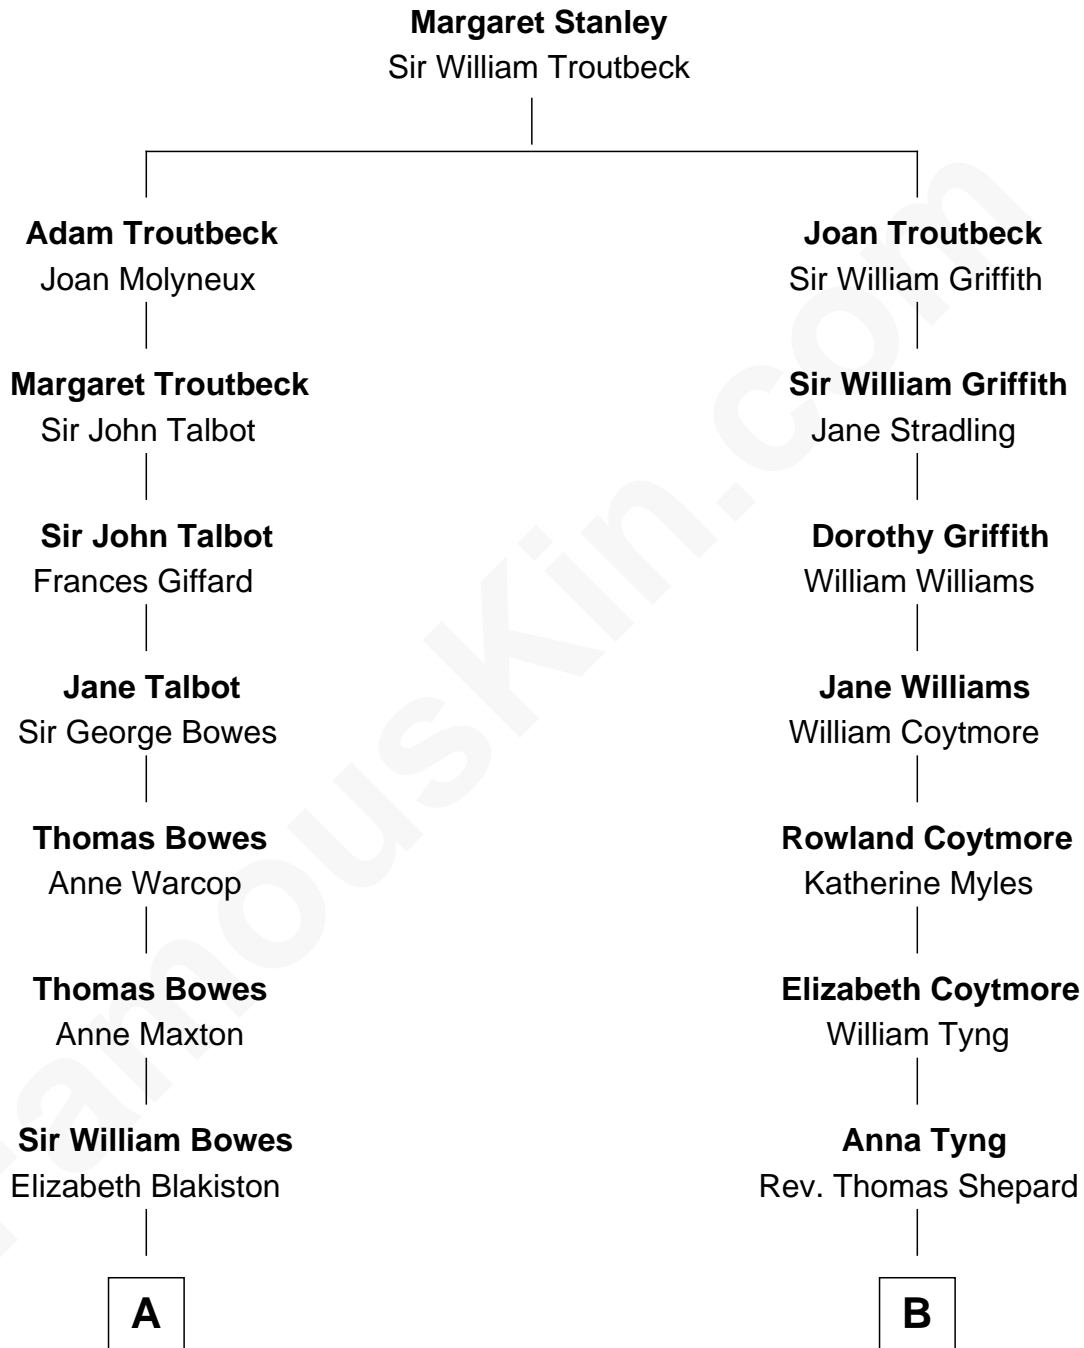 Margaret Stanley
Sir William Troutbeck
Adam Troutbeck
Joan Molyneux
Joan Troutbeck
Sir William Griffith
Margaret Troutbeck
Sir John Talbot
Sir William Griffith
Jane Stradling
Sir John Talbot
Frances Giffard
Dorothy Griffith
William Williams
Jane Talbot
Sir George Bowes
Jane Williams
William Coytmore
Thomas Bowes
Anne Warcop
Rowland Coytmore
Katherine Myles
Thomas Bowes
Anne Maxton
Elizabeth Coytmore
William Tyng
Sir William Bowes
Elizabeth Blakiston
Anna Tyng
Rev. Thomas Shepard
A
B
FamousKin.com